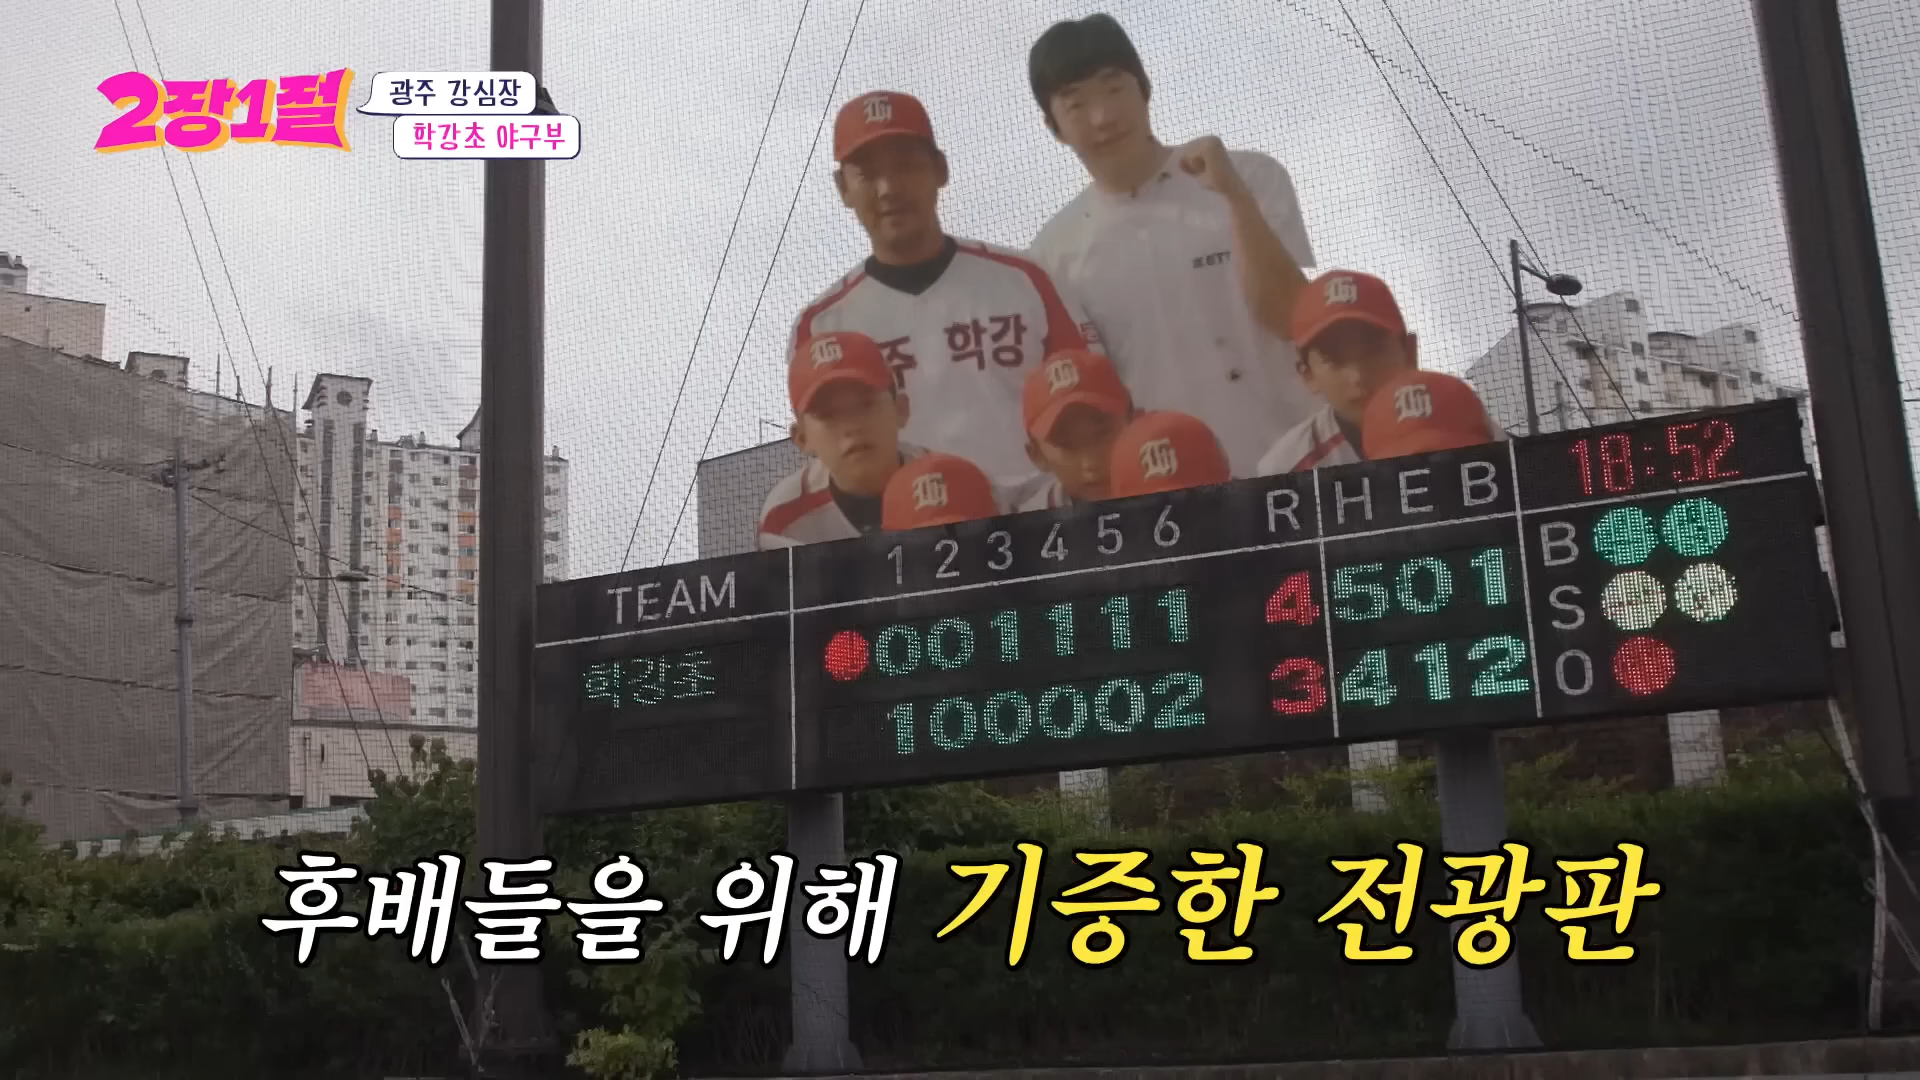 2장1절
광주 강심장
학강초 야구부
학강
ZETT
TEAM 1 2 3 4 5 6 R H E B 18:52
학강초 001111 4 501 B
100002 3 412 S
O
후배들을 위해 기증한 전광판